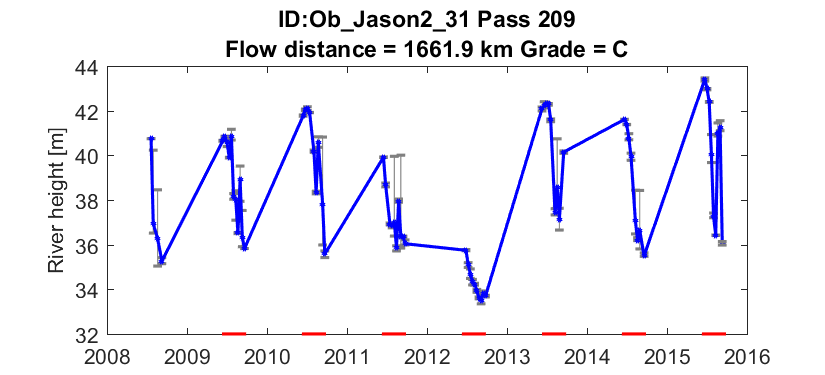 ID:Ob_Jason2_31 Pass 209
Flow distance = 1661.9 km Grade = C
River height [m]
44
42
40
38
36
34
32
2008 2009 2010 2011 2012 2013 2014 2015 2016